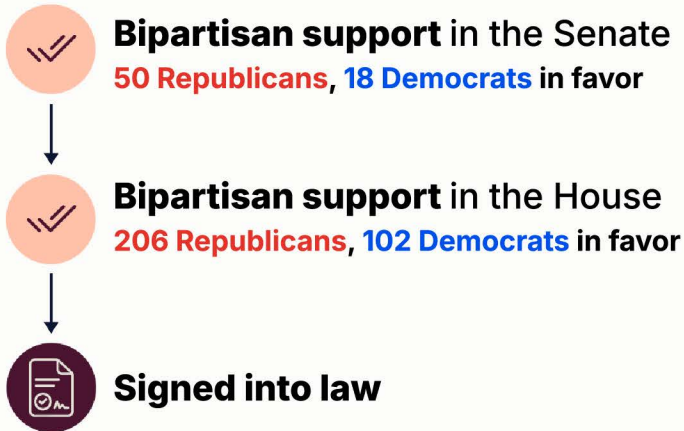 Bipartisan support in the Senate
50 Republicans, 18 Democrats in favor
Bipartisan support in the House
206 Republicans, 102 Democrats in favor
Signed into law